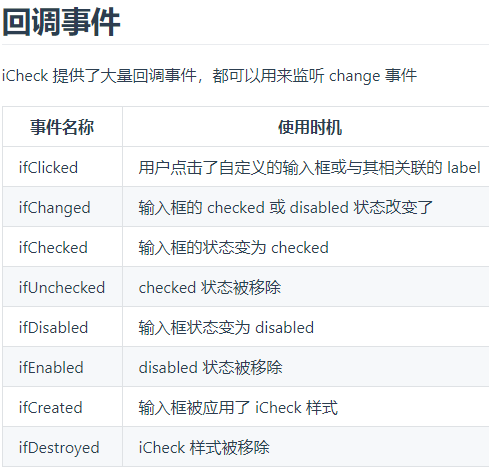 回调事件
iCheck 提供了大量回调事件，都可以用来监听 change 事件
事件名称 使用时机
ifClicked 用户点击了自定义的输入框或与其相关联的 label
ifChanged 输入框的 checked 或 disabled 状态改变了
ifChecked 输入框的状态变为 checked
ifUnchecked checked 状态被移除
ifDisabled 输入框状态变为 disabled
ifEnabled disabled 状态被移除
ifCreated 输入框被应用了 iCheck 样式
ifDestroyed iCheck 样式被移除